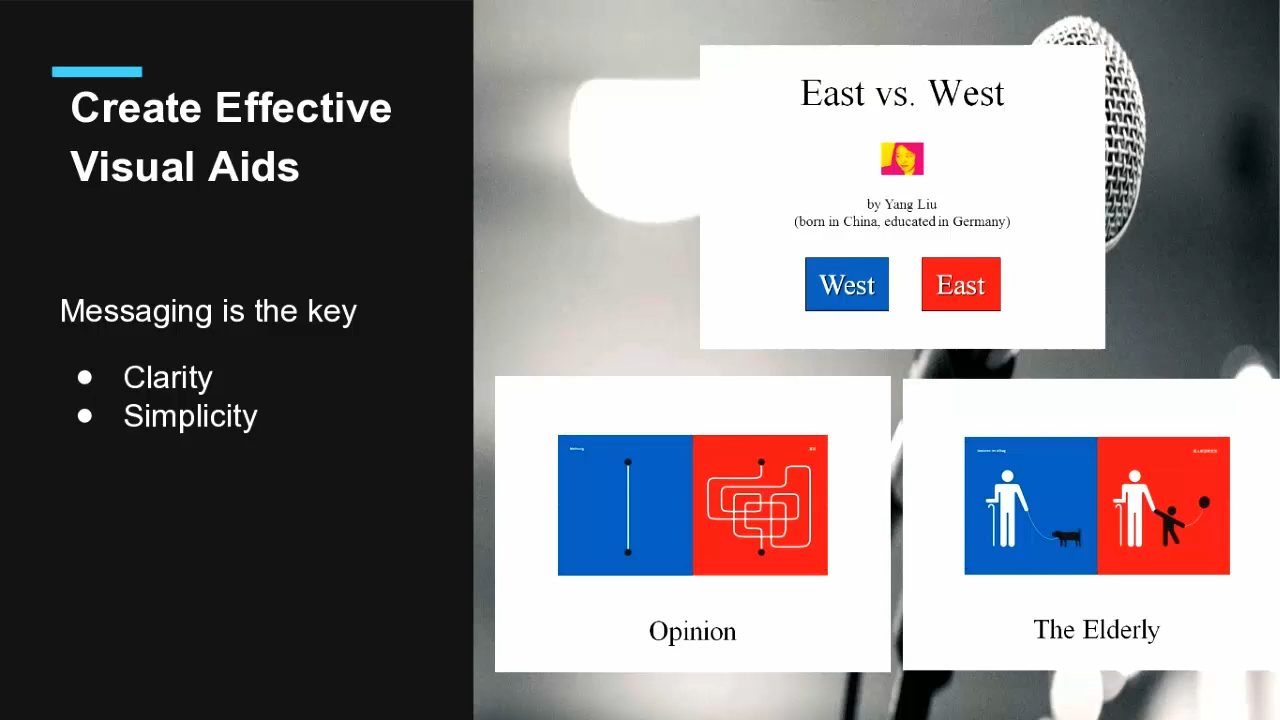 Create Effective
Visual Aids
Messaging is the key
● Clarity
● Simplicity
East vs. West
by Yang Liu
(born in China, educated in Germany)
West
East
Meinung
Opinion
The Elderly